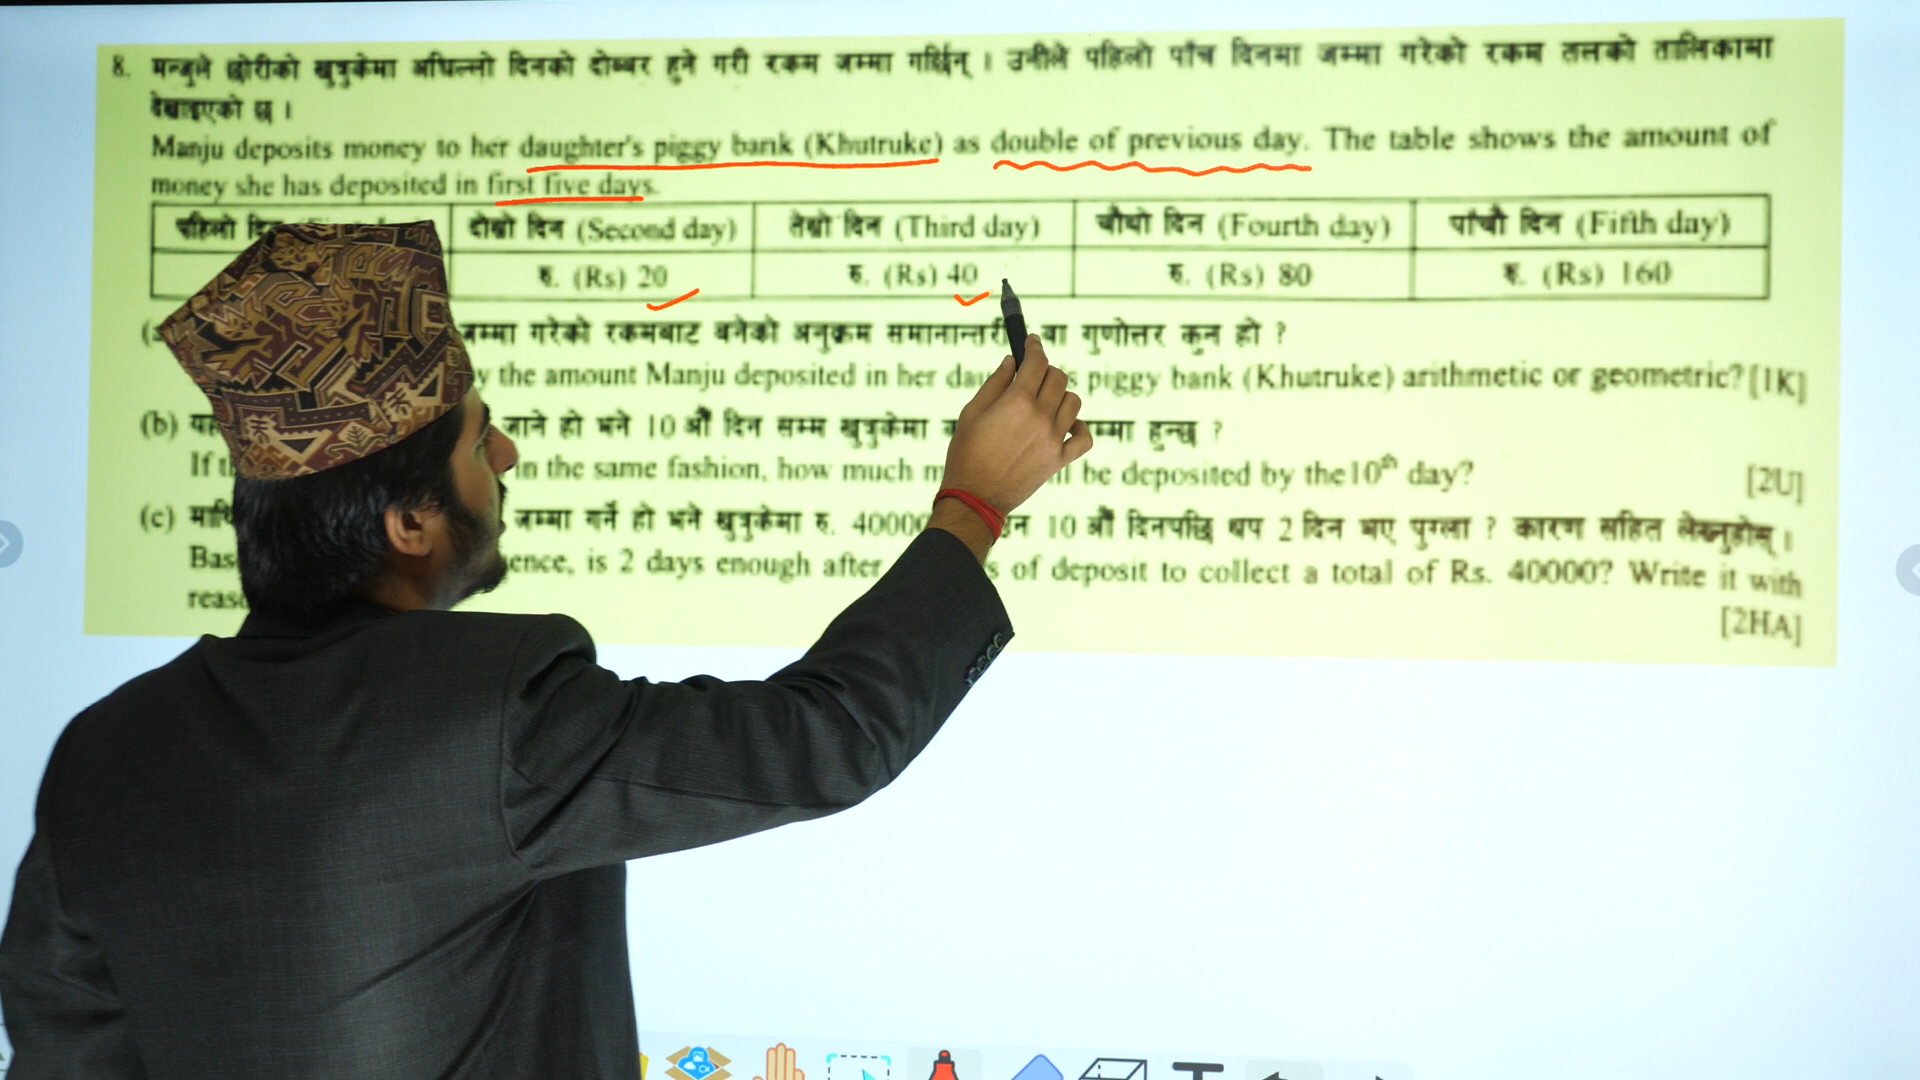 8. मन्जुले छोरीको खुत्रुकेमा अघिल्लो दिनको दोब्बर हुने गरी रकम जम्मा गर्छिन् । उनीले पहिलो पाँच दिनमा जम्मा गरेको रकम तलको तालिकामा
देखाइएको छ ।
Manju deposits money to her daughter's piggy bank (Khutruke) as double of previous day. The table shows the amount of
money she has deposited in first five days.
पहिलो दोस्रो दिन (Second day) तेस्रो दिन (Third day) चौथो दिन (Fourth day) पाँचौ दिन (Fifth day)
रु. (Rs) 20 रु. (Rs) 40 रु. (Rs) 80 रु. (Rs) 160
जम्मा गरेको रकमबाट बनेको अनुक्रम समानान्तरीय वा गुणोत्तर कुन हो ?
the amount Manju deposited in her piggy bank (Khutruke) arithmetic or geometric? [1K]
(b) जाने हो भने 10 औं दिन सम्म खुत्रुकेमा हुन्छ ?
If in the same fashion, how much be deposited by the 10th day? [2U]
(c) जम्मा गर्ने हो भने खुत्रुकेमा रु. 40000 10 औं दिनपछि थप 2 दिन भए पुग्ला ? कारण सहित लेख्नुहोस् ।
is 2 days enough after of deposit to collect a total of Rs. 40000? Write it with
[2HA]